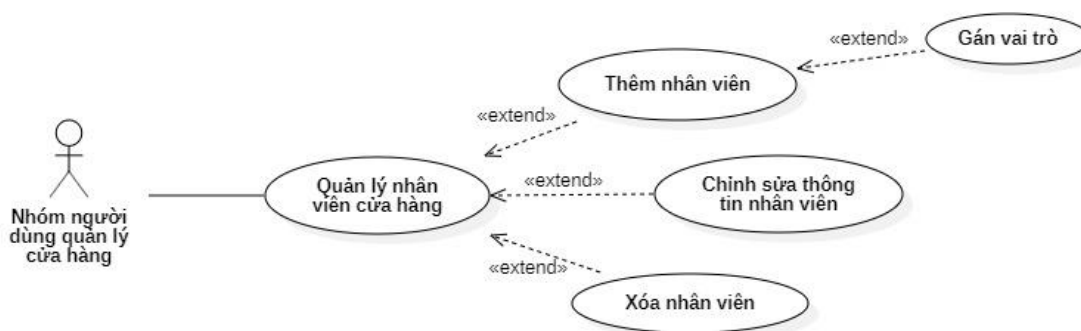 «extend»
Gán vai trò
Thêm nhân viên
«extend»
Quản lý nhân
viên cửa hàng
«extend»
Chỉnh sửa thông
tin nhân viên
Nhóm người
dùng quản lý
cửa hàng
«extend»
Xóa nhân viên